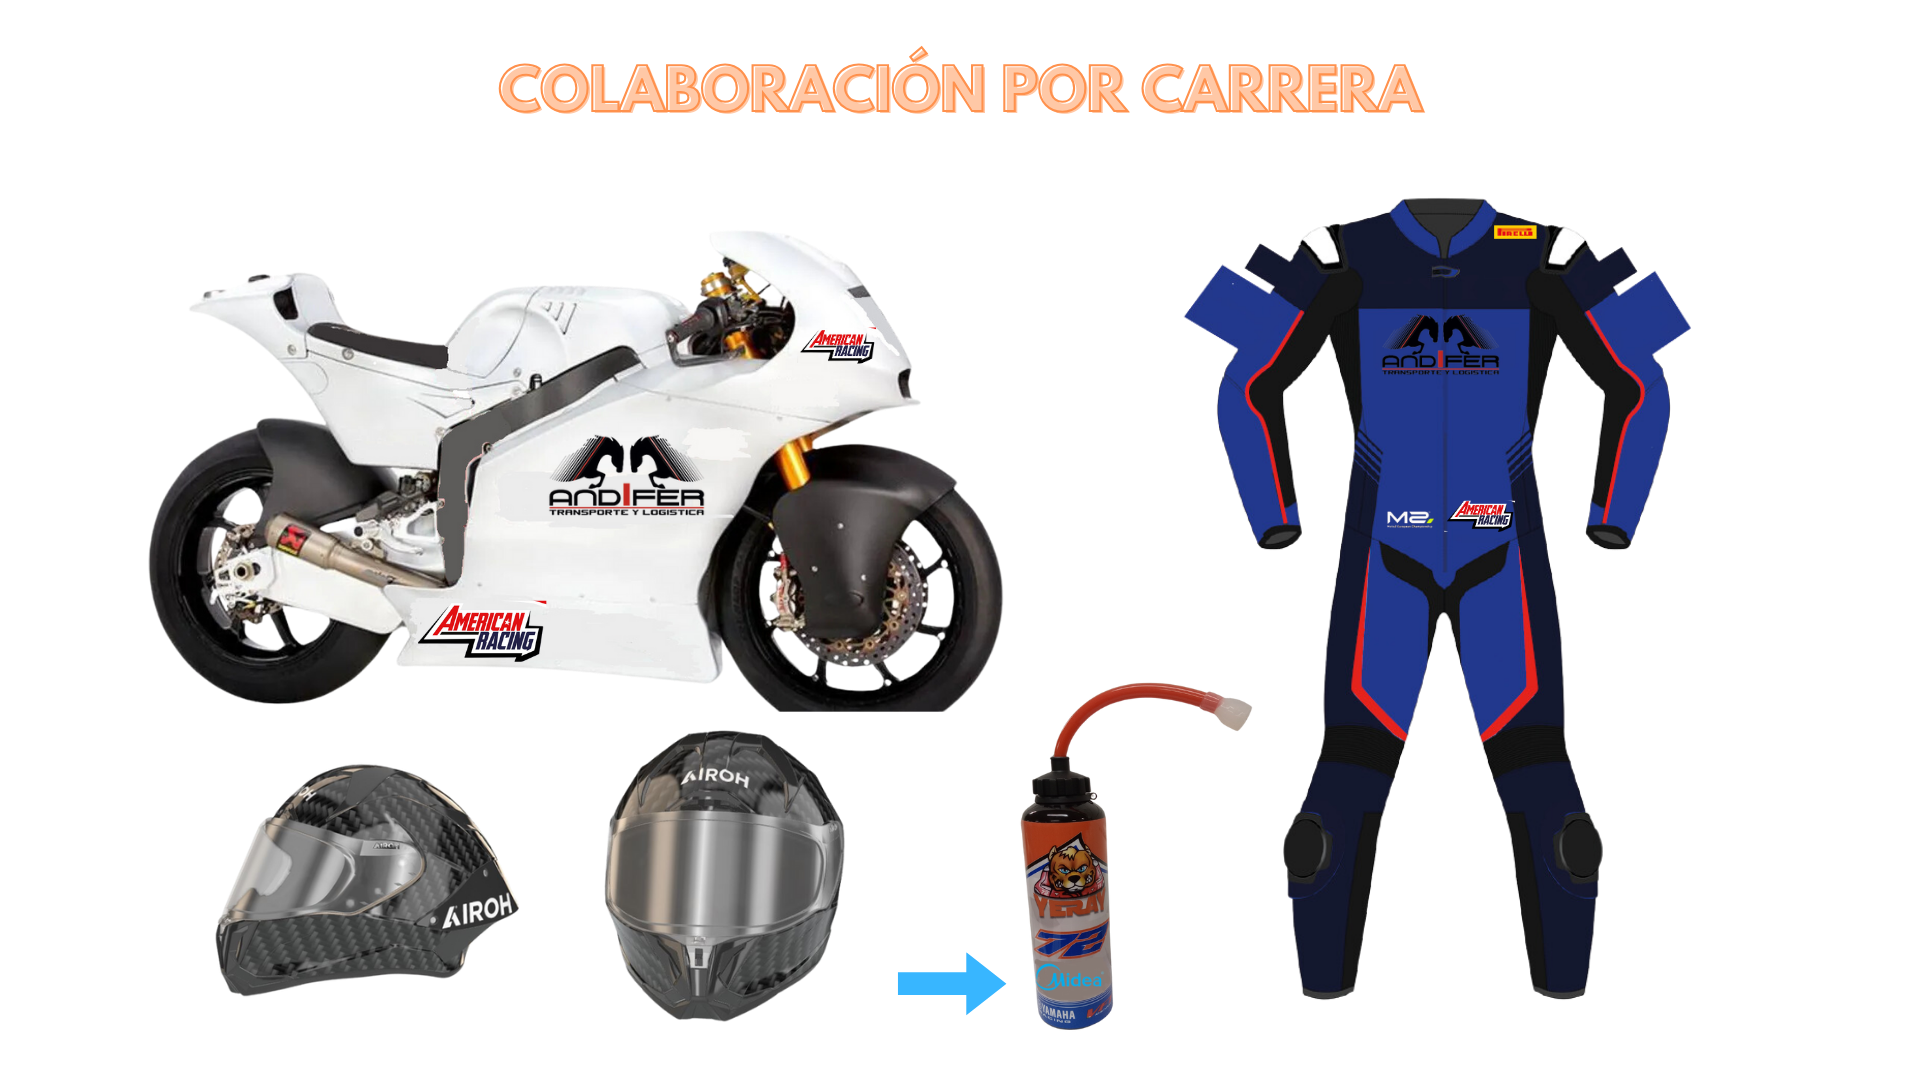 COLABORACIÓN POR CARRERA
PIRELLI
AMERICAN
RACING
ANDIFER
TRANSPORTE Y LOGISTICA
ANDIFER
TRANSPORTE Y LOGISTICA
M2
AMERICAN
RACING
AMERICAN
RACING
AIROH
AIROH
AIROH
YERAY
72
Midea
YAMAHA